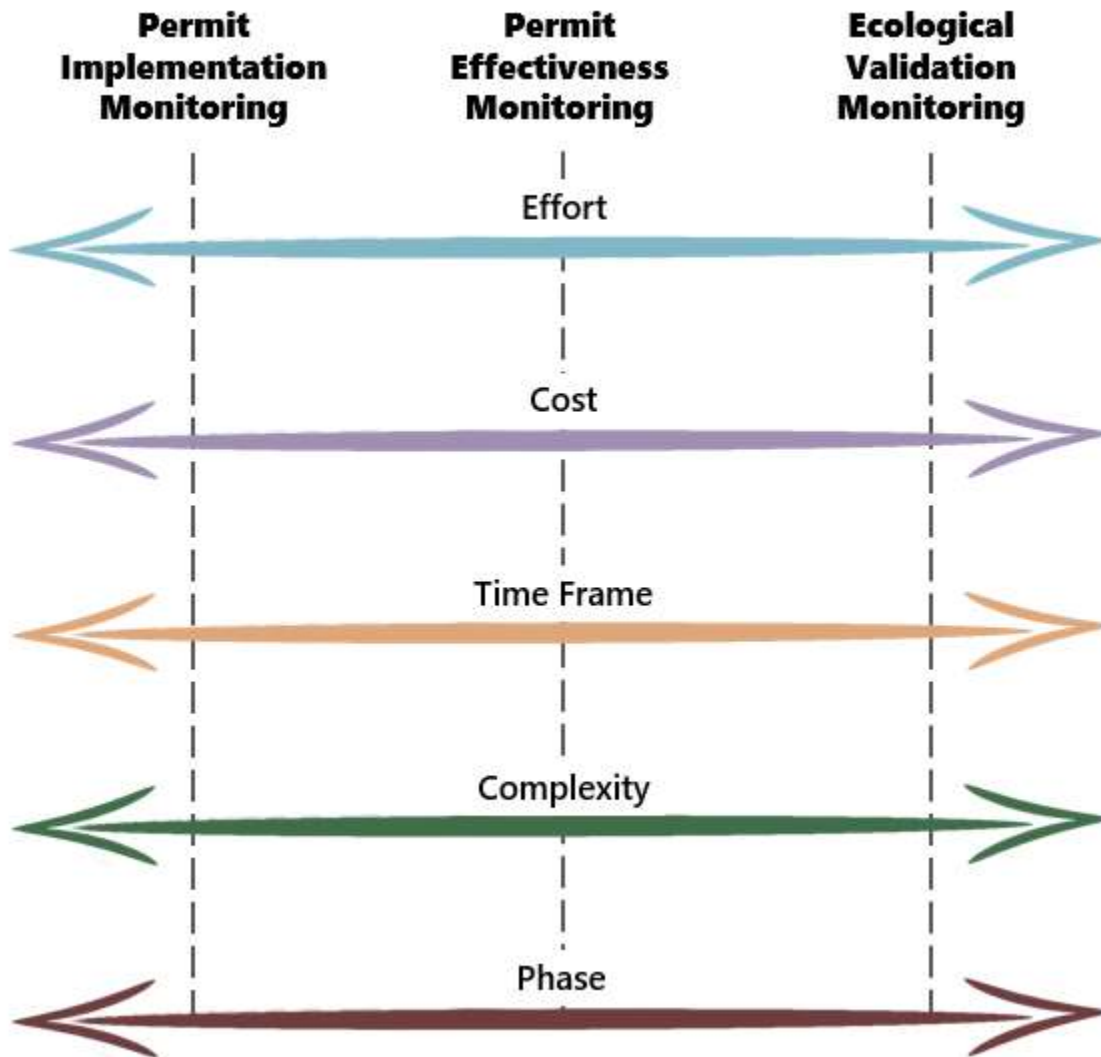 Permit
Implementation
Monitoring
Permit
Effectiveness
Monitoring
Ecological
Validation
Monitoring
Effort
Cost
Time Frame
Complexity
Phase